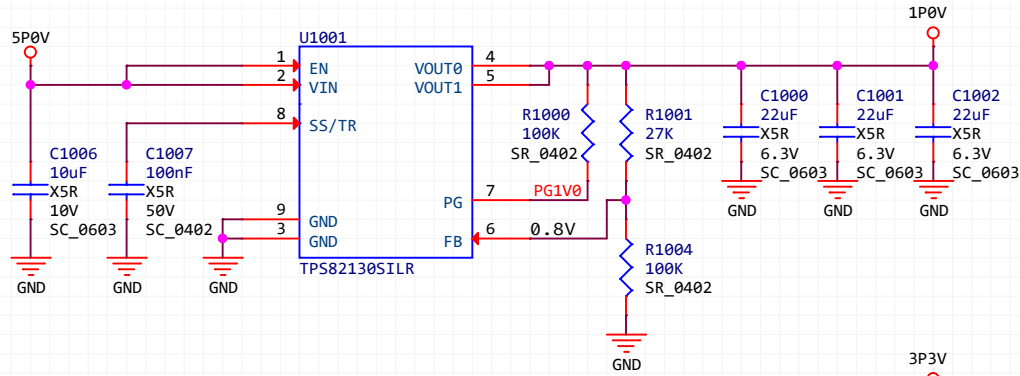 1P0V
5P0V
U1001
1
EN
2
VIN
8
SS/TR
9
GND
3
GND
4
VOUT0
5
VOUT1
7
PG
6
FB
TPS82130SILR
PG1V0
0.8V
R1000
100K
SR_0402
R1001
27K
SR_0402
R1004
100K
SR_0402
GND
C1000
22uF
X5R
6.3V
SC_0603
GND
C1001
22uF
X5R
6.3V
SC_0603
GND
C1002
22uF
X5R
6.3V
SC_0603
GND
C1006
10uF
X5R
10V
SC_0603
GND
C1007
100nF
X5R
50V
SC_0402
GND
GND
3P3V